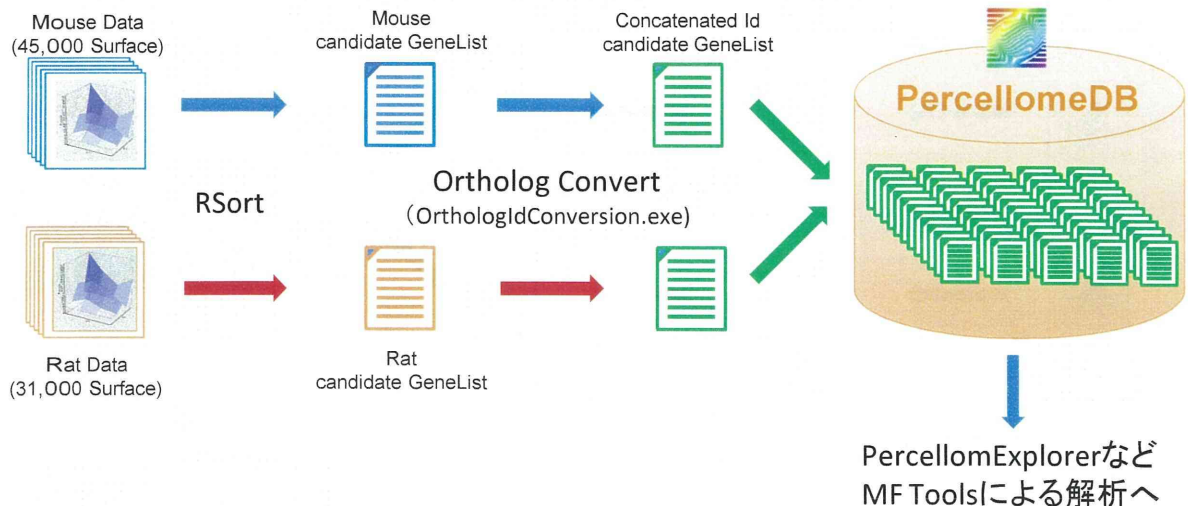 Mouse Data
(45,000 Surface)
Mouse
candidate GeneList
Concatenated Id
candidate GeneList
PercellomeDB
RSort
Ortholog Convert
(OrthologIdConversion.exe)
Rat Data
(31,000 Surface)
Rat
candidate GeneList
PercellomExplorerなど
MF Toolsによる解析へ